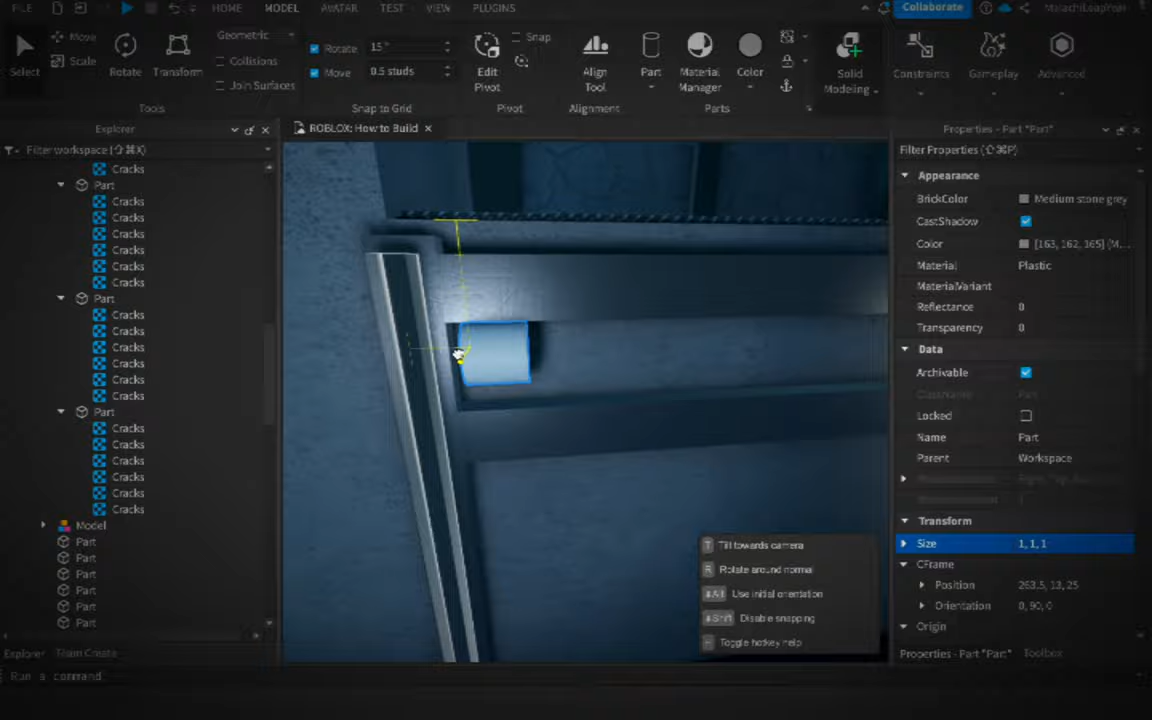 FILE HOME MODEL AVATAR TEST VIEW PLUGINS Collaborate
Select
Move
Scale
Rotate
Transform
Geometric
Collisions
Join Surfaces
Tools
Rotate 15°
Move 0.5 studs
Snap to Grid
Edit Pivot
Snap
Pivot
Align Tool
Alignment
Part
Material Manager
Color
Parts
Solid Modeling
Constraints
Gameplay
Advanced
Explorer
Filter workspace (⇧⌘X)
Cracks
Part
Cracks
Cracks
Cracks
Cracks
Cracks
Cracks
Part
Cracks
Cracks
Cracks
Cracks
Cracks
Cracks
Part
Cracks
Cracks
Cracks
Cracks
Cracks
Cracks
Model
Part
Part
Part
Part
Part
Part
Explorer Team Create
Run a command
ROBLOX: How to Build
Tilt towards camera
R Rotate around normal
Use initial orientation
Disable snapping
Toggle hotkey help
Properties - Part "Part"
Filter Properties (⇧⌘P)
Appearance
BrickColor Medium stone grey
CastShadow
Color [163, 162, 165] (M...
Material Plastic
MaterialVariant
Reflectance 0
Transparency 0
Data
Archivable
Locked
Name Part
Parent Workspace
Transform
Size 1, 1, 1
CFrame
Position 263.5, 13, 25
Orientation 0, 90, 0
Origin
Properties - Part "Part" Toolbox